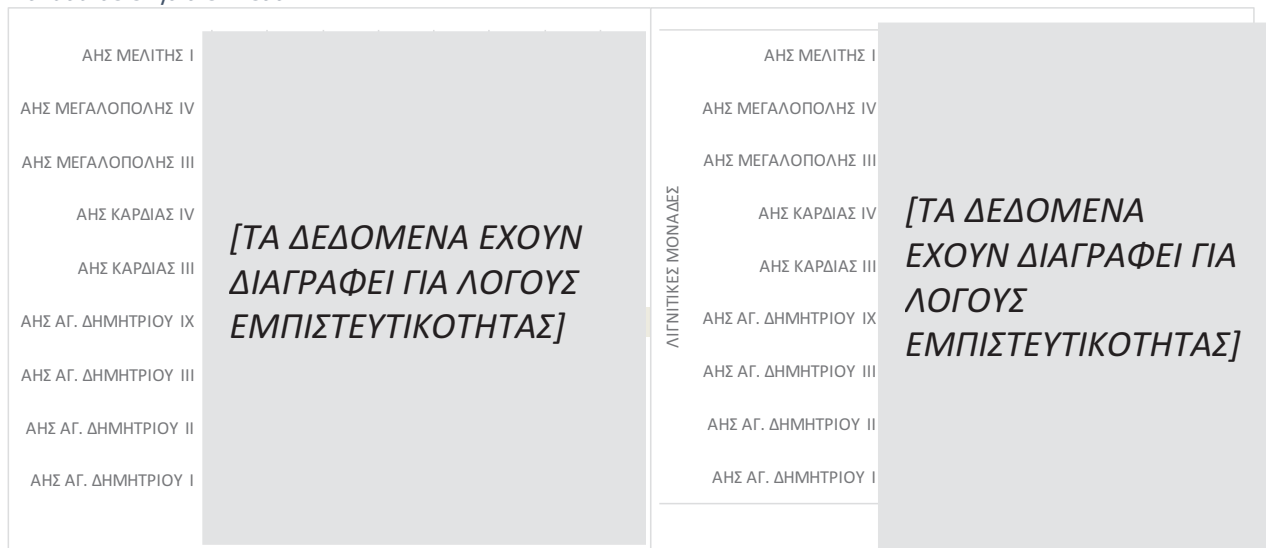 ΑΗΣ ΜΕΛΙΤΗΣ Ι
ΑΗΣ ΜΕΓΑΛΟΠΟΛΗΣ IV
ΑΗΣ ΜΕΓΑΛΟΠΟΛΗΣ III
ΑΗΣ ΚΑΡΔΙΑΣ IV
ΑΗΣ ΚΑΡΔΙΑΣ III
ΑΗΣ ΑΓ. ΔΗΜΗΤΡΙΟΥ IX
ΑΗΣ ΑΓ. ΔΗΜΗΤΡΙΟΥ III
ΑΗΣ ΑΓ. ΔΗΜΗΤΡΙΟΥ II
ΑΗΣ ΑΓ. ΔΗΜΗΤΡΙΟΥ I
[ΤΑ ΔΕΔΟΜΕΝΑ ΕΧΟΥΝ
ΔΙΑΓΡΑΦΕΙ ΓΙΑ ΛΟΓΟΥΣ
ΕΜΠΙΣΤΕΥΤΙΚΟΤΗΤΑΣ]
ΛΙΓΝΙΤΙΚΕΣ ΜΟΝΑΔΕΣ
ΑΗΣ ΜΕΛΙΤΗΣ Ι
ΑΗΣ ΜΕΓΑΛΟΠΟΛΗΣ IV
ΑΗΣ ΜΕΓΑΛΟΠΟΛΗΣ III
ΑΗΣ ΚΑΡΔΙΑΣ IV
ΑΗΣ ΚΑΡΔΙΑΣ III
ΑΗΣ ΑΓ. ΔΗΜΗΤΡΙΟΥ IX
ΑΗΣ ΑΓ. ΔΗΜΗΤΡΙΟΥ III
ΑΗΣ ΑΓ. ΔΗΜΗΤΡΙΟΥ II
ΑΗΣ ΑΓ. ΔΗΜΗΤΡΙΟΥ I
[ΤΑ ΔΕΔΟΜΕΝΑ
ΕΧΟΥΝ ΔΙΑΓΡΑΦΕΙ ΓΙΑ
ΛΟΓΟΥΣ
ΕΜΠΙΣΤΕΥΤΙΚΟΤΗΤΑΣ]